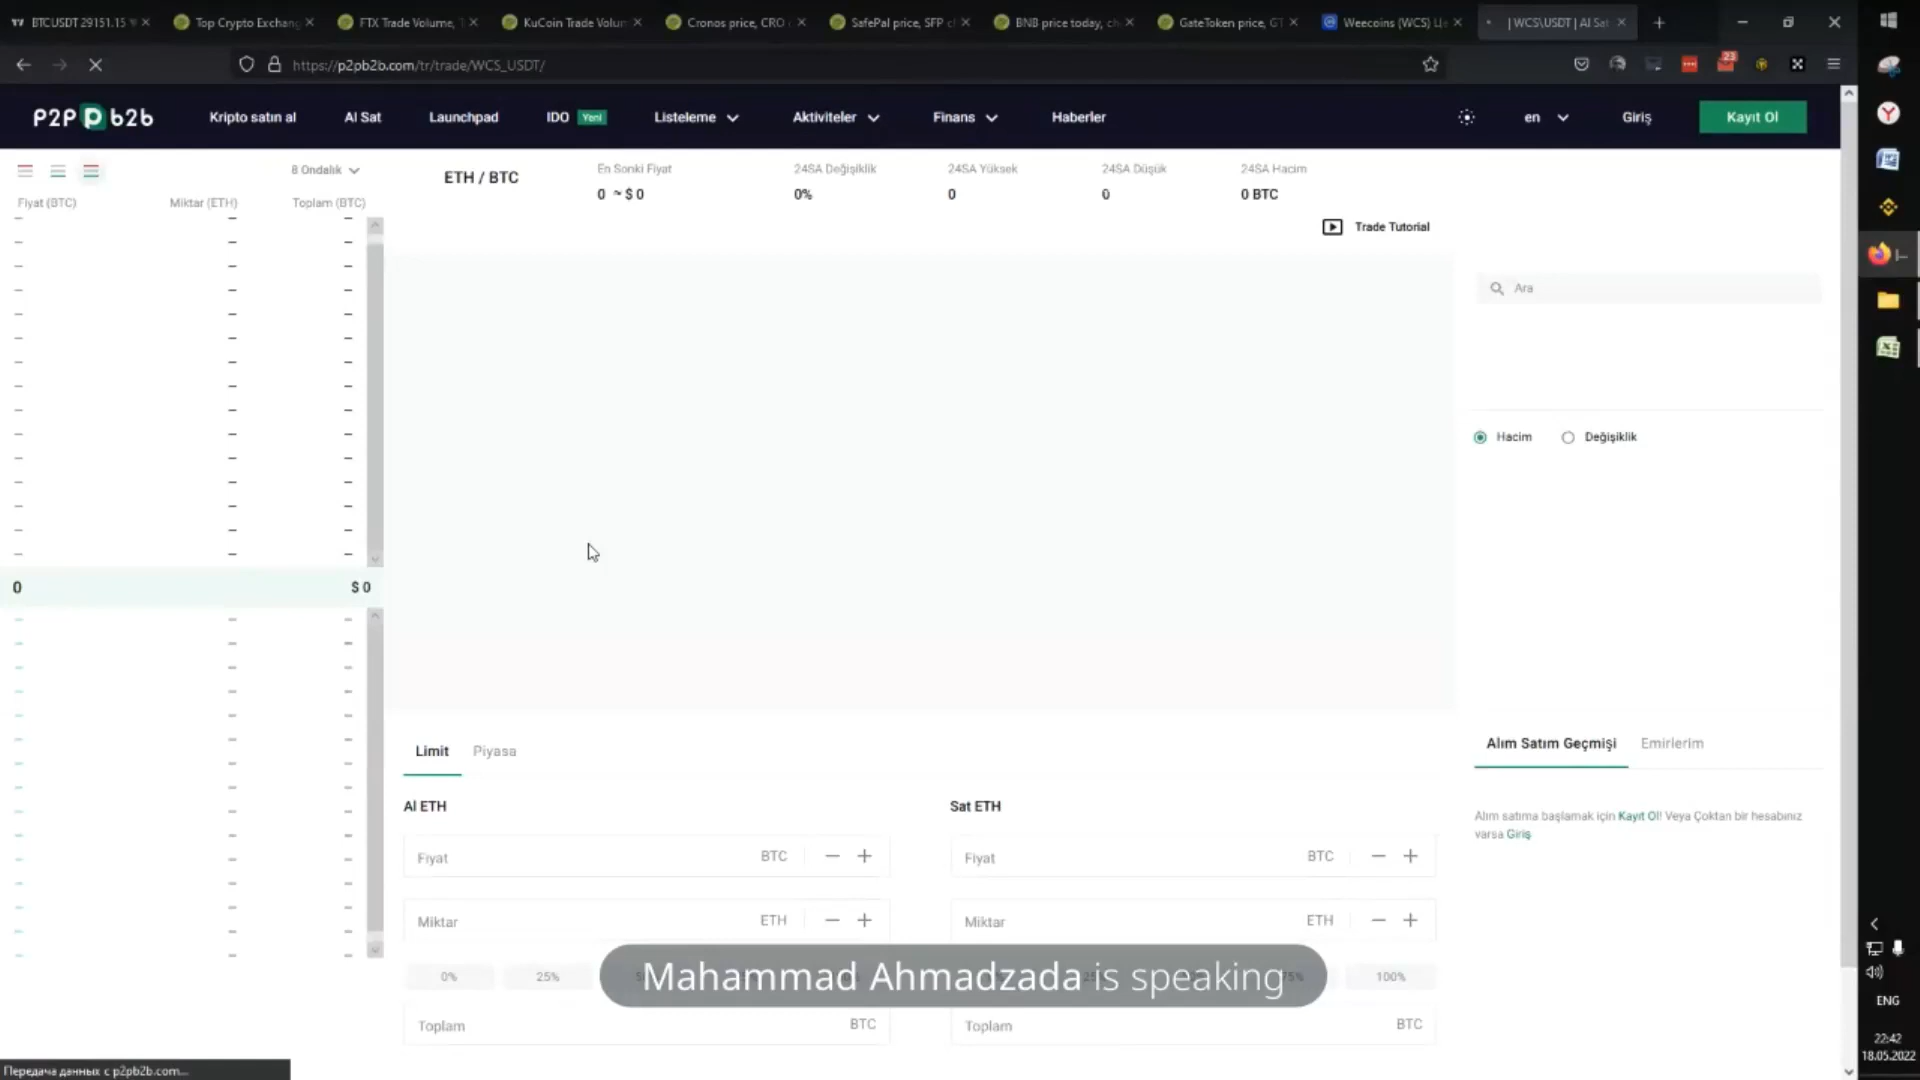 BTCUSDT 29151.15
Top Crypto Exchang
FTX Trade Volume,
KuCoin Trade Volum
Cronos price, CRO
SafePal price, SFP cl
BNB price today, ch
GateToken price, GT
Weecoins (WCS)
| WCS\USDT | Al Sat
https://p2pb2b.com/tr/trade/WCS_USDT/
23
P2P b2b
Kripto satın al
Al Sat
Launchpad
IDO Yeni
Listeleme
Aktiviteler
Finans
Haberler
en
Giriş
Kayıt Ol
8 Ondalık
Fiyat (BTC) Miktar (ETH) Toplam (BTC)
ETH / BTC
En Sonki Fiyat
0 ~ $ 0
24SA Değişiklik
0%
24SA Yüksek
0
24SA Düşük
0
24SA Hacim
0 BTC
Trade Tutorial
Ara
Hacim Değişiklik
0 $ 0
Limit Piyasa
Al ETH
Fiyat BTC
Miktar ETH
0% 25%
Toplam BTC
Sat ETH
Fiyat BTC
Miktar ETH
100%
Toplam BTC
Mahammad Ahmadzada is speaking
Alım Satım Geçmişi Emirlerim
Alım satıma başlamak için Kayıt Ol! Veya Çoktan bir hesabınız
varsa Giriş
Передача данных с p2pb2b.com...
ENG
22:42
18.05.2022